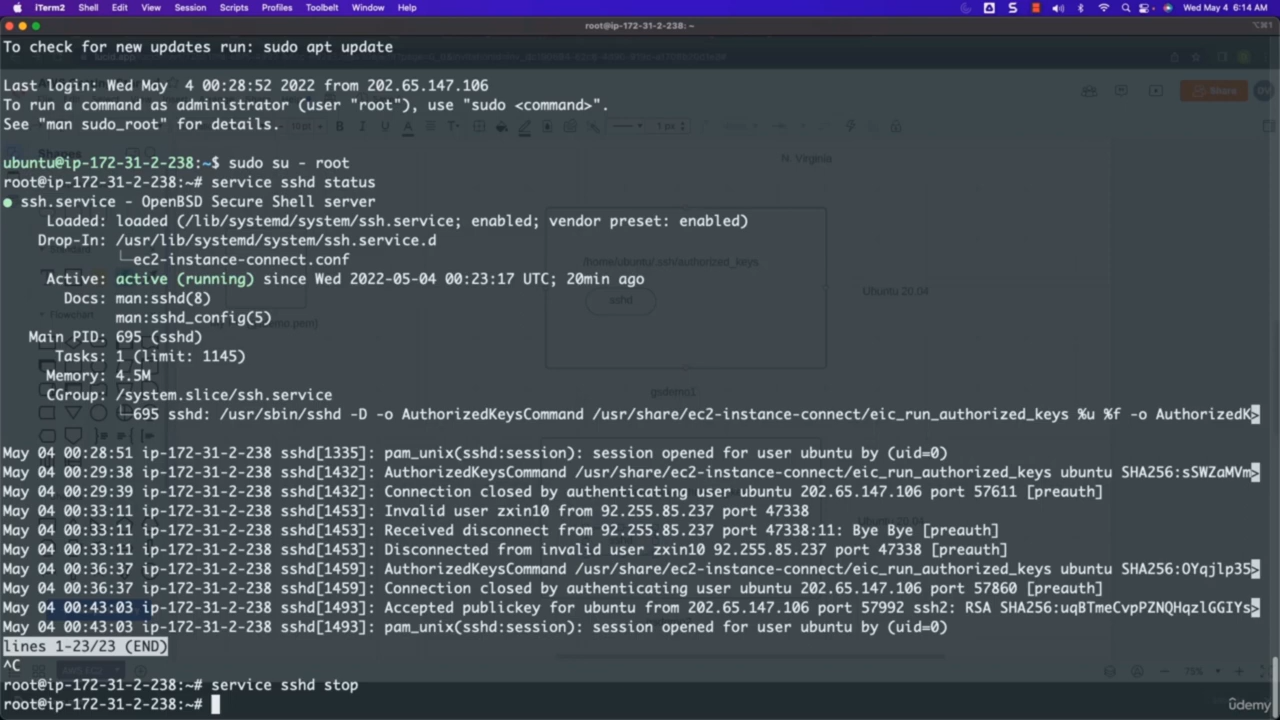 iTerm2 Shell Edit View Session Scripts Profiles Toolbelt Window Help
Wed May 4 6:14 AM
root@ip-172-31-2-238: ~
⌥⌘1
To check for new updates run: sudo apt update
Last login: Wed May  4 00:28:52 2022 from 202.65.147.106
To run a command as administrator (user "root"), use "sudo <command>".
See "man sudo_root" for details.
ubuntu@ip-172-31-2-238:~$ sudo su - root
root@ip-172-31-2-238:~# service sshd status
● ssh.service - OpenBSD Secure Shell server
Loaded: loaded (/lib/systemd/system/ssh.service; enabled; vendor preset: enabled)
Drop-In: /usr/lib/systemd/system/ssh.service.d
└─ec2-instance-connect.conf
Active: active (running) since Wed 2022-05-04 00:23:17 UTC; 20min ago
Docs: man:sshd(8)
man:sshd_config(5)
Main PID: 695 (sshd)
Tasks: 1 (limit: 1145)
Memory: 4.5M
CGroup: /system.slice/ssh.service
└─695 sshd: /usr/sbin/sshd -D -o AuthorizedKeysCommand /usr/share/ec2-instance-connect/eic_run_authorized_keys %u %f -o AuthorizedK>
May 04 00:28:51 ip-172-31-2-238 sshd[1335]: pam_unix(sshd:session): session opened for user ubuntu by (uid=0)
May 04 00:29:38 ip-172-31-2-238 sshd[1432]: AuthorizedKeysCommand /usr/share/ec2-instance-connect/eic_run_authorized_keys ubuntu SHA256:sSWZaMVm>
May 04 00:29:39 ip-172-31-2-238 sshd[1432]: Connection closed by authenticating user ubuntu 202.65.147.106 port 57611 [preauth]
May 04 00:33:11 ip-172-31-2-238 sshd[1453]: Invalid user zxin10 from 92.255.85.237 port 47338
May 04 00:33:11 ip-172-31-2-238 sshd[1453]: Received disconnect from 92.255.85.237 port 47338:11: Bye Bye [preauth]
May 04 00:33:11 ip-172-31-2-238 sshd[1453]: Disconnected from invalid user zxin10 92.255.85.237 port 47338 [preauth]
May 04 00:36:37 ip-172-31-2-238 sshd[1459]: AuthorizedKeysCommand /usr/share/ec2-instance-connect/eic_run_authorized_keys ubuntu SHA256:OYqjlp35>
May 04 00:36:37 ip-172-31-2-238 sshd[1459]: Connection closed by authenticating user ubuntu 202.65.147.106 port 57860 [preauth]
May 04 00:43:03 ip-172-31-2-238 sshd[1493]: Accepted publickey for ubuntu from 202.65.147.106 port 57992 ssh2: RSA SHA256:uqBTmeCvpPZNQHqzlGGIYs>
May 04 00:43:03 ip-172-31-2-238 sshd[1493]: pam_unix(sshd:session): session opened for user ubuntu by (uid=0)
lines 1-23/23 (END)
^C
root@ip-172-31-2-238:~# service sshd stop
root@ip-172-31-2-238:~#
Share
Shapes
N. Virginia
/home/ubuntu/.ssh/authorized_keys
sshd
Ubuntu 20.04
gsdemo1
Flowchart
75%
ûdemy